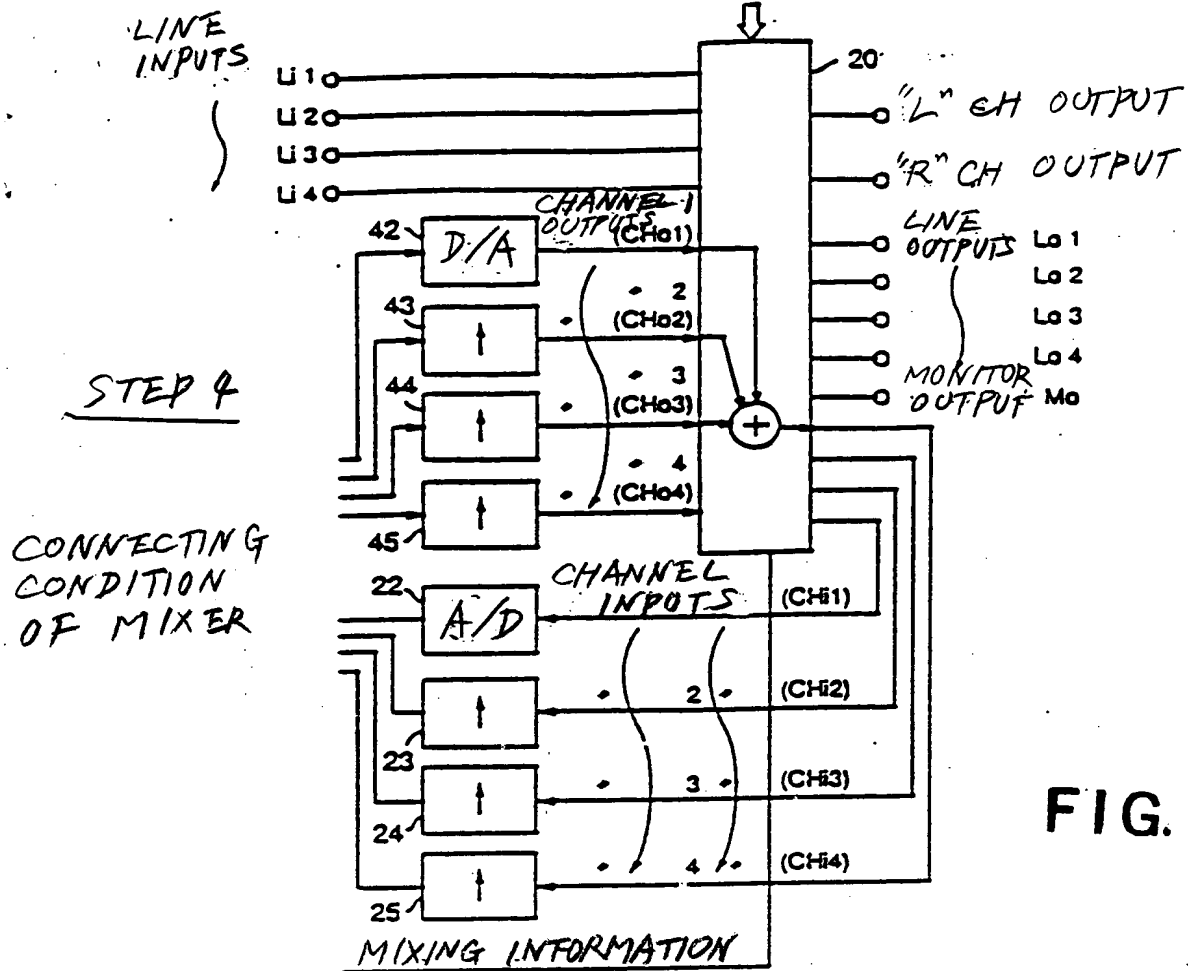 LINE
INPUTS
Li 1
Li 2
Li 3
Li 4
20
"L" CH OUTPUT
"R" CH OUTPUT
LINE
OUTPUTS
Lo 1
Lo 2
Lo 3
Lo 4
MONITOR
OUTPUT Mo
CHANNEL 1
OUTPUTS
(CHo1)
42
D/A
43
↑
" 2
" (CHo2)
44
↑
" 3
" (CHo3)
45
↑
" 4
" (CHo4)
+
STEP 4
CONNECTING
CONDITION
OF MIXER
CHANNEL
INPOTS
(CHi1)
22
A/D
23
↑
" 2 "
(CHi2)
24
↑
" 3 "
(CHi3)
25
↑
" 4 "
(CHi4)
MIXING INFORMATION
FIG.